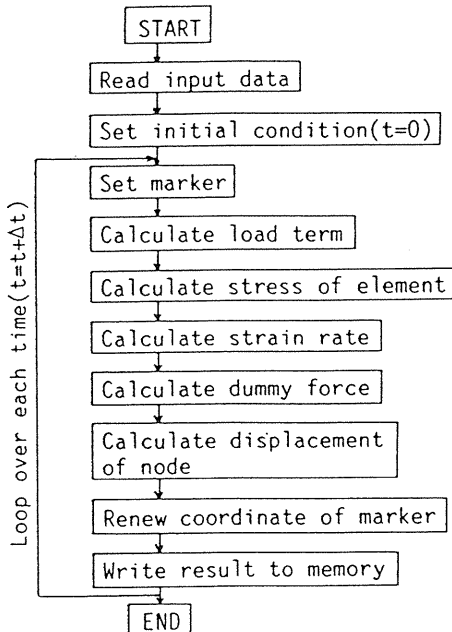 START
Read input data
Set initial condition(t=0)
Set marker
Calculate load term
Calculate stress of element
Calculate strain rate
Calculate dummy force
Calculate displacement
of node
Renew coordinate of marker
Write result to memory
END
Loop over each time(t=t+Δt)